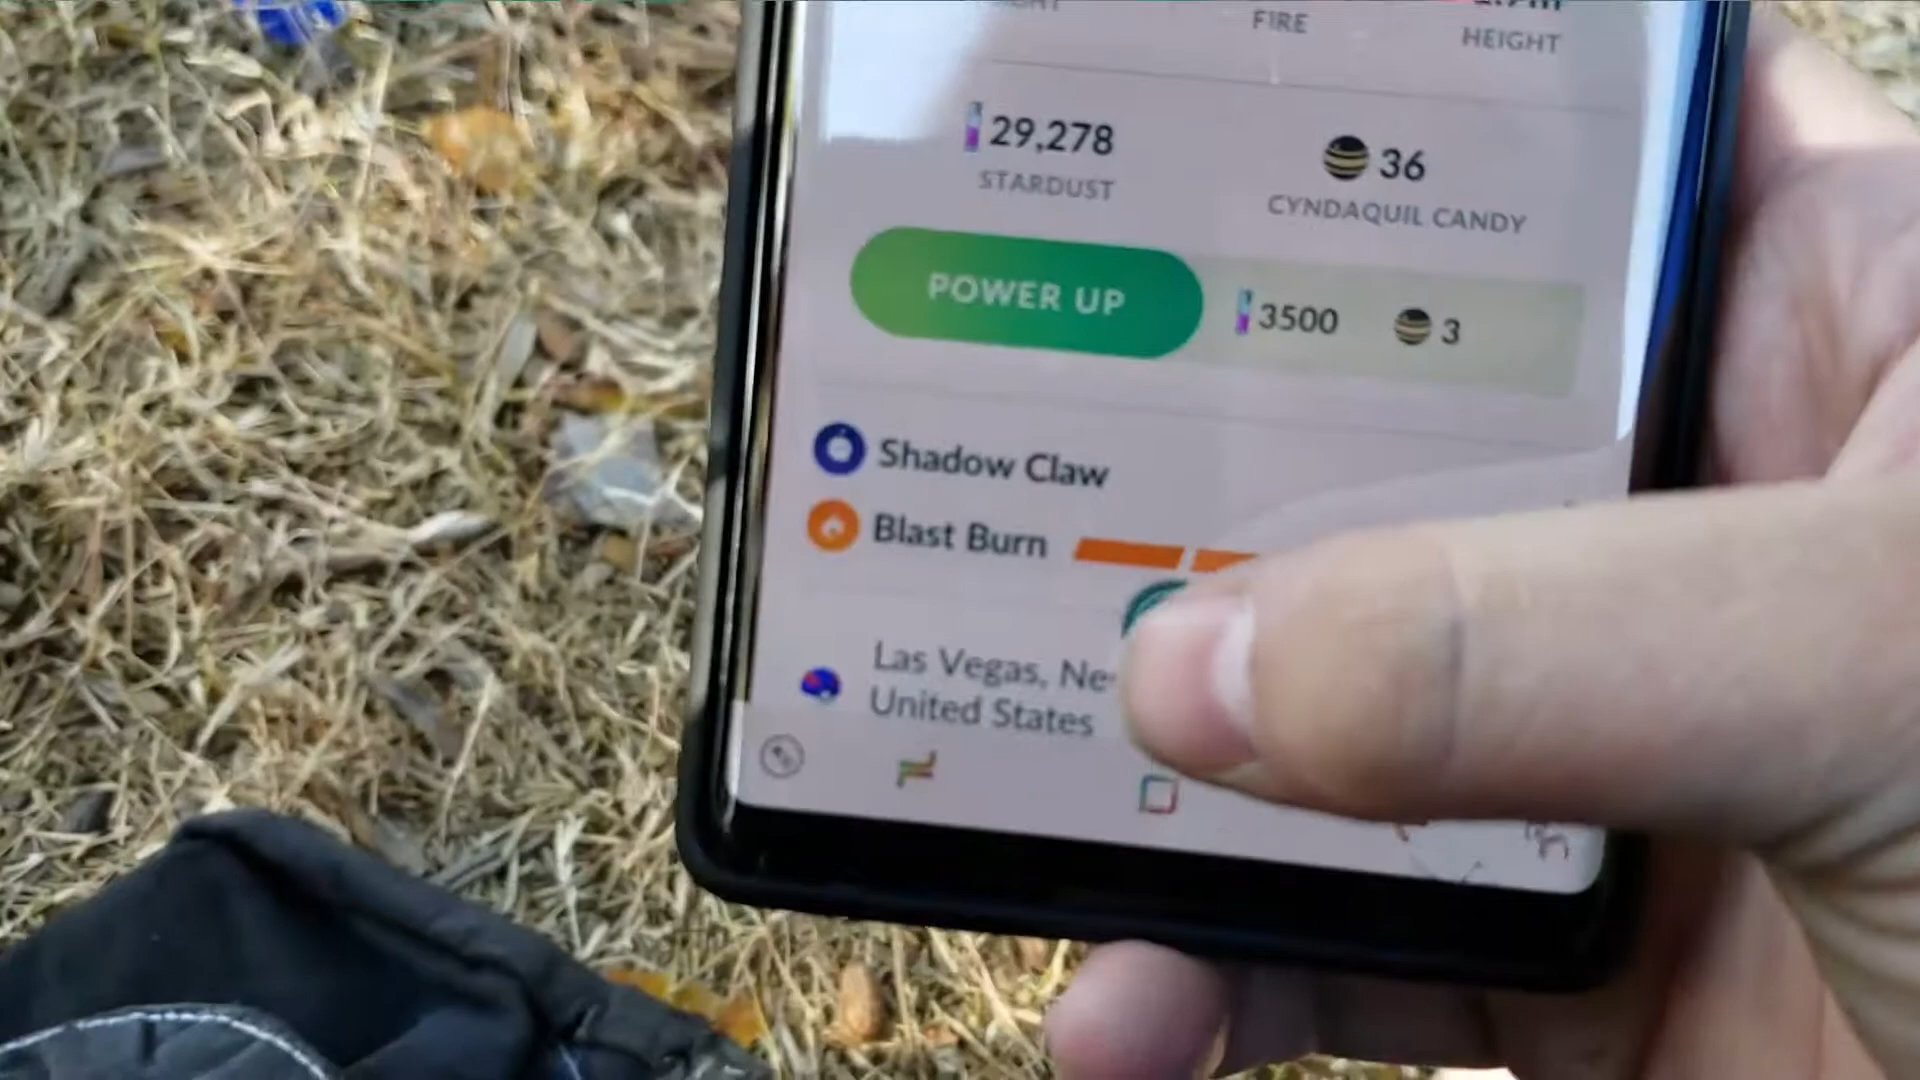 FIRE
HEIGHT
29,278
STARDUST
36
CYNDAQUIL CANDY
POWER UP
3500
3
Shadow Claw
Blast Burn
Las Vegas,
United States